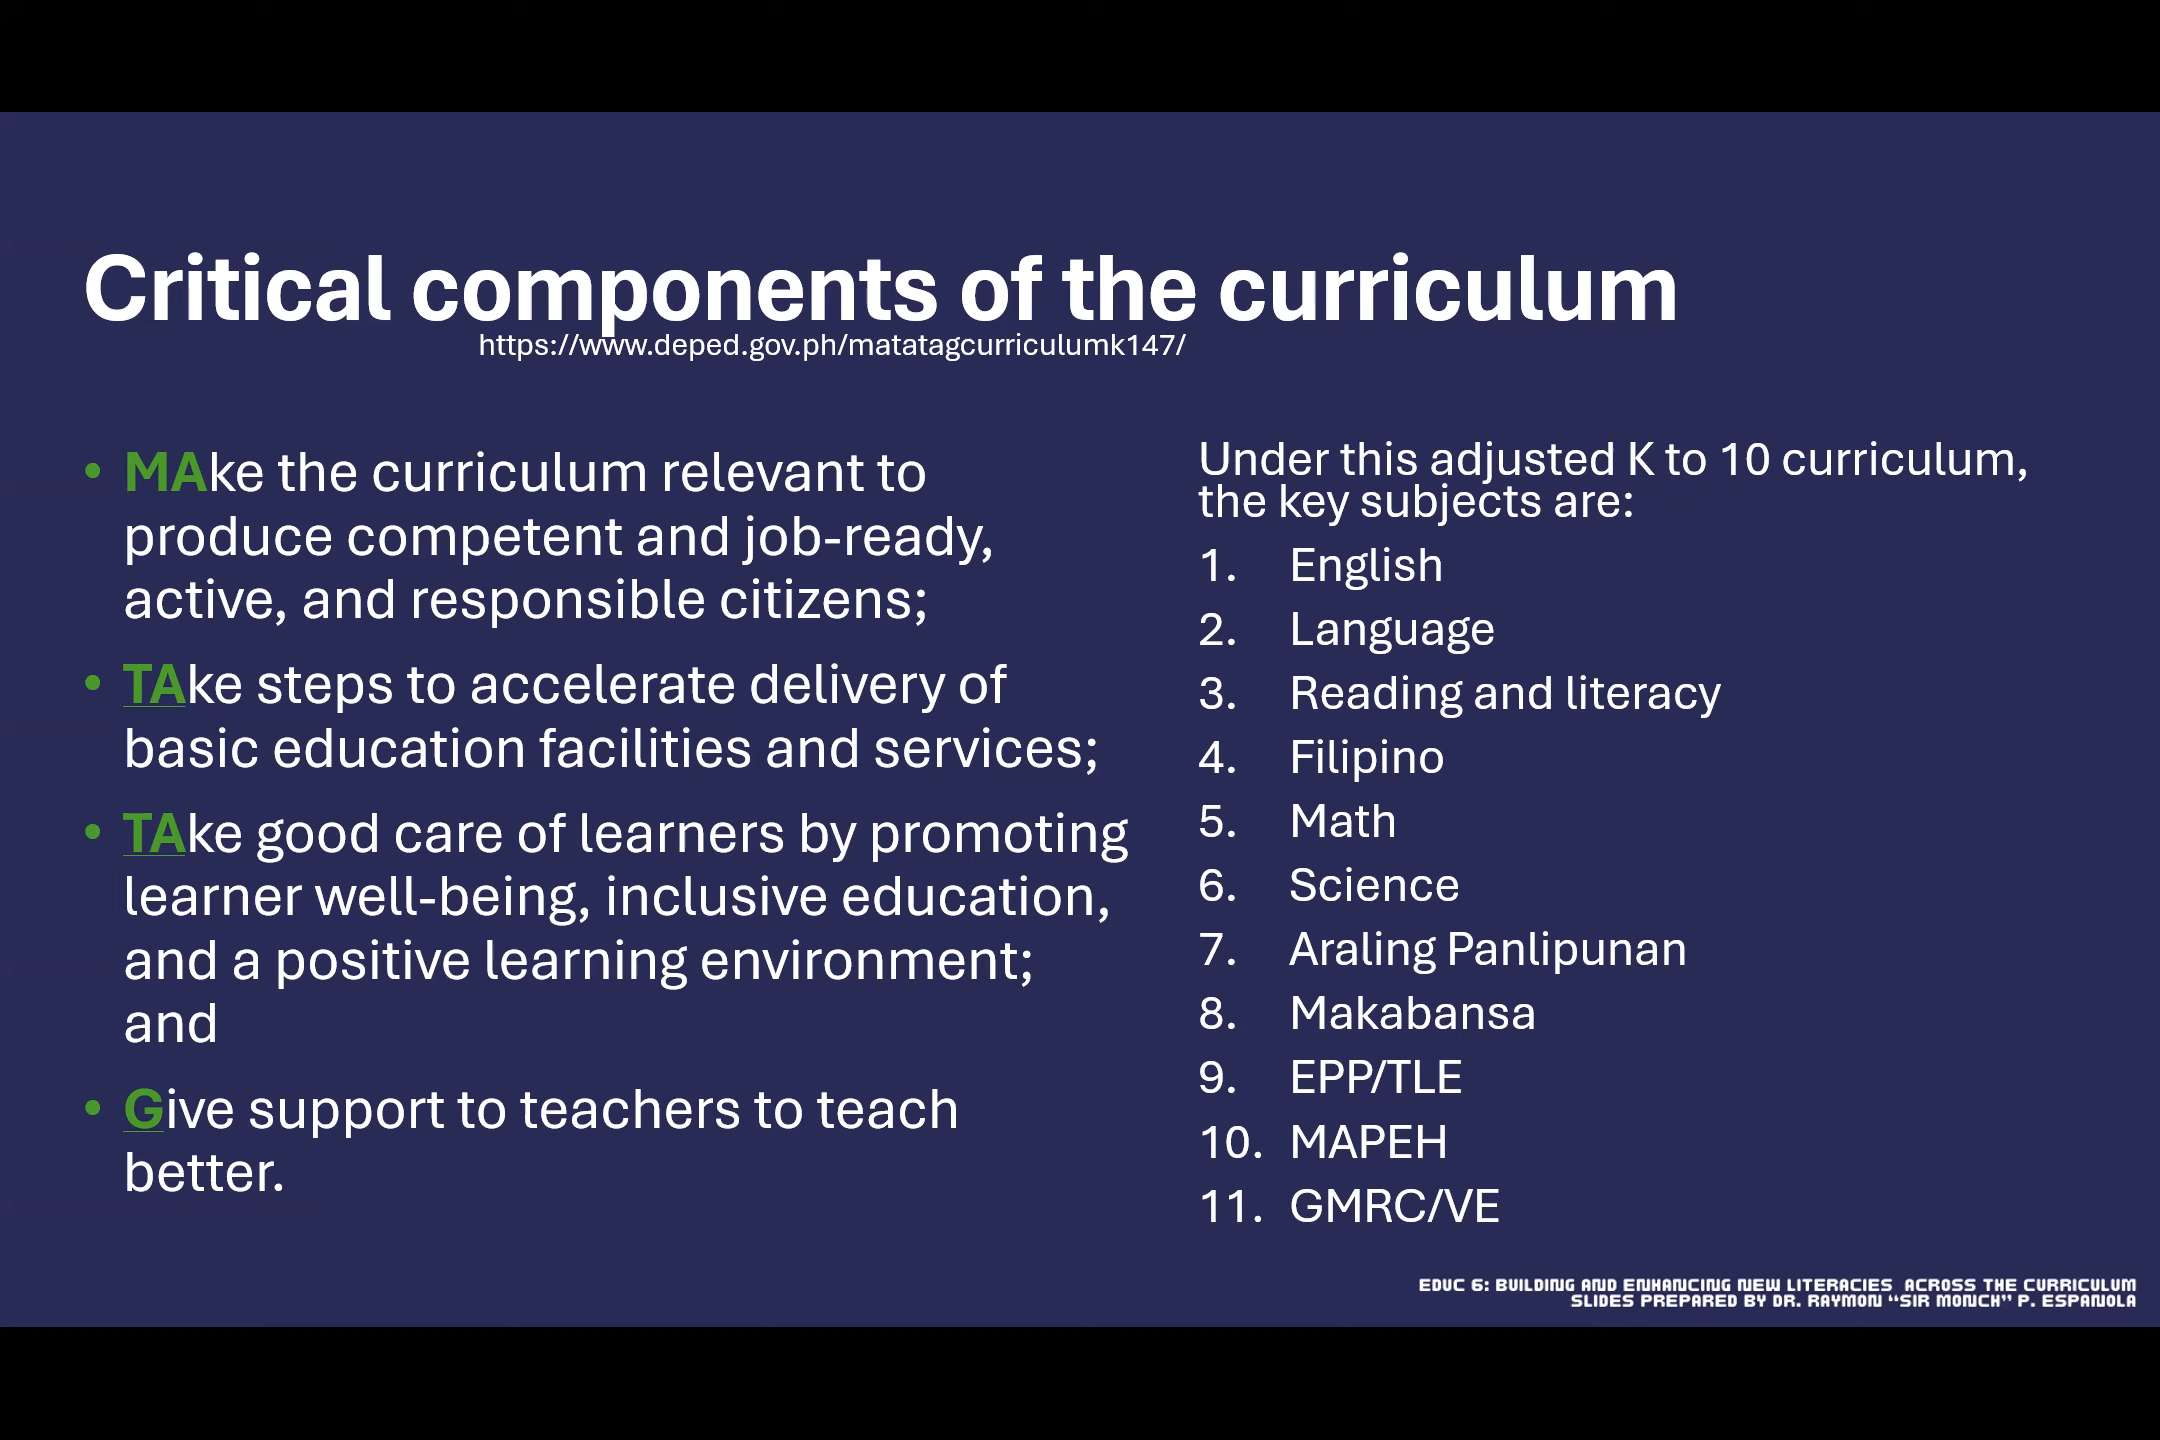 Critical components of the curriculum
https://www.deped.gov.ph/matatagcurriculumk147/
• MAke the curriculum relevant to
produce competent and job-ready,
active, and responsible citizens;
• TAke steps to accelerate delivery of
basic education facilities and services;
• TAke good care of learners by promoting
learner well-being, inclusive education,
and a positive learning environment;
and
• Give support to teachers to teach
better.
Under this adjusted K to 10 curriculum,
the key subjects are:
1. English
2. Language
3. Reading and literacy
4. Filipino
5. Math
6. Science
7. Araling Panlipunan
8. Makabansa
9. EPP/TLE
10. MAPEH
11. GMRC/VE
EDUC 6: BUILDING AND ENHANCING NEW LITERACIES ACROSS THE CURRICULUM
SLIDES PREPARED BY DR. RAYMON “SIR MONCH” P. ESPANOLA